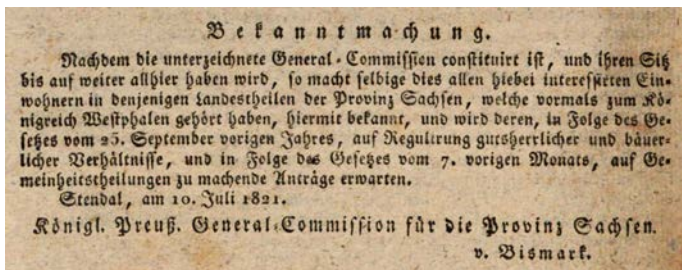 Bekanntmachung.
Nachdem die unterzeichnete General-Commission constituirt ist, und ihren Sitz
bis auf weiter allhier haben wird, so macht selbige dies allen hiebei interessirten Ein-
wohnern in denjenigen Landestheilen der Provinz Sachsen, welche vormals zum Kö-
nigreich Westphalen gehört haben, hiermit bekannt, und wird deren, in Folge des Ge-
setzes vom 25. September vorigen Jahres, auf Regulirung gutsherrlicher und bäuer-
licher Verhältnisse, und in Folge des Gesetzes vom 7. vorigen Monats, auf Ge-
meinheitstheilungen zu machende Anträge erwarten.
Stendal, am 10. Juli 1821.
Königl. Preuß. General-Commission für die Provinz Sachsen.
v. Bismark.